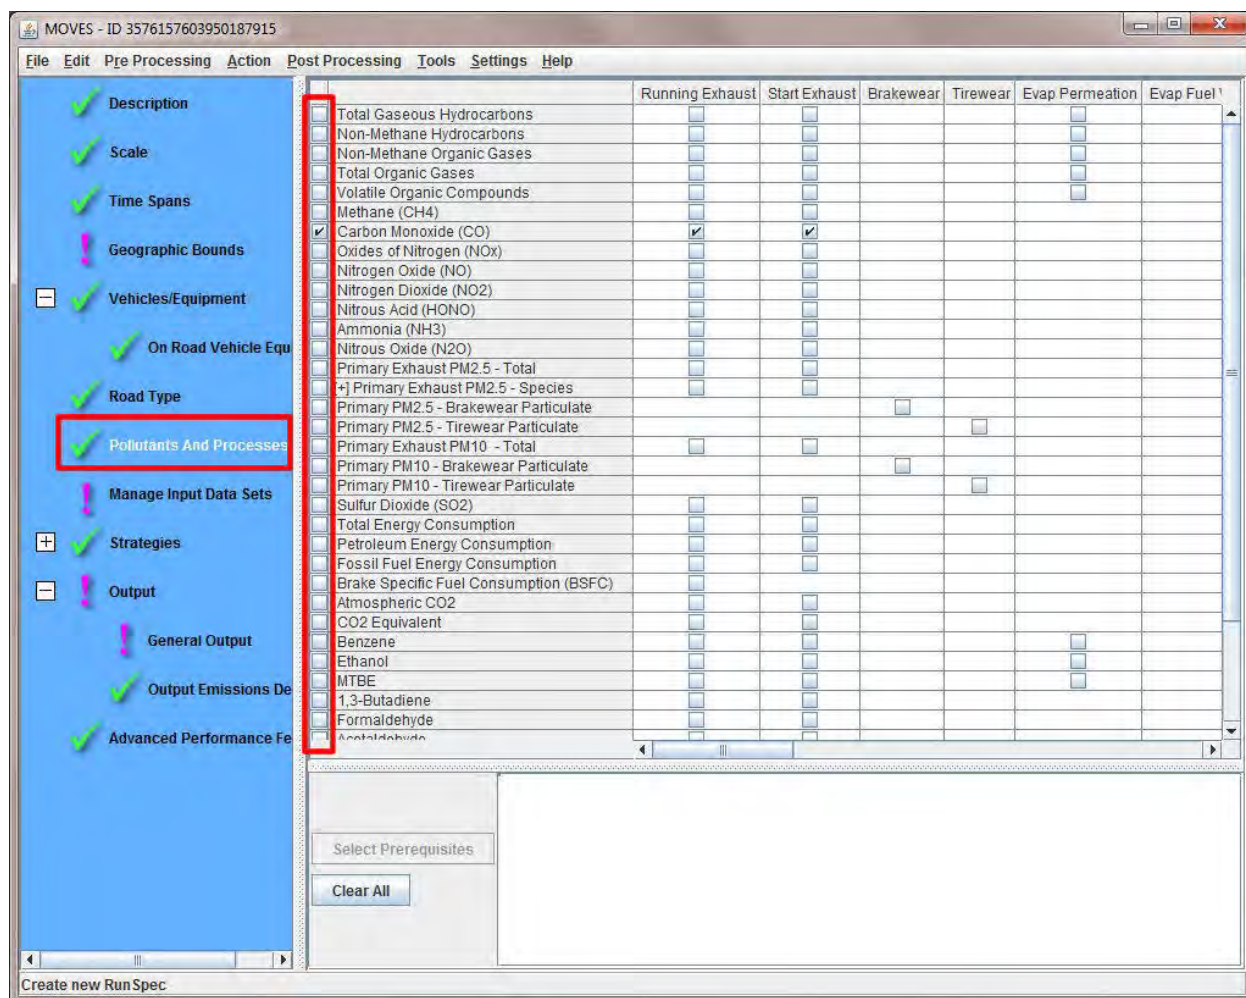 MOVES - ID 3576157603950187915
File Edit Pre Processing Action Post Processing Tools Settings Help
Description
Scale
Time Spans
Geographic Bounds
Vehicles/Equipment
On Road Vehicle Equ
Road Type
Pollutants And Processes
Manage Input Data Sets
Strategies
Output
General Output
Output Emissions De
Advanced Performance Fe
Running Exhaust Start Exhaust Brakewear Tirewear Evap Permeation Evap Fuel
Total Gaseous Hydrocarbons
Non-Methane Hydrocarbons
Non-Methane Organic Gases
Total Organic Gases
Volatile Organic Compounds
Methane (CH4)
Carbon Monoxide (CO)
Oxides of Nitrogen (NOx)
Nitrogen Oxide (NO)
Nitrogen Dioxide (NO2)
Nitrous Acid (HONO)
Ammonia (NH3)
Nitrous Oxide (N2O)
Primary Exhaust PM2.5 - Total
[+] Primary Exhaust PM2.5 - Species
Primary PM2.5 - Brakewear Particulate
Primary PM2.5 - Tirewear Particulate
Primary Exhaust PM10 - Total
Primary PM10 - Brakewear Particulate
Primary PM10 - Tirewear Particulate
Sulfur Dioxide (SO2)
Total Energy Consumption
Petroleum Energy Consumption
Fossil Fuel Energy Consumption
Brake Specific Fuel Consumption (BSFC)
Atmospheric CO2
CO2 Equivalent
Benzene
Ethanol
MTBE
1,3-Butadiene
Formaldehyde
Acetaldehyde
Select Prerequisites
Clear All
Create new RunSpec